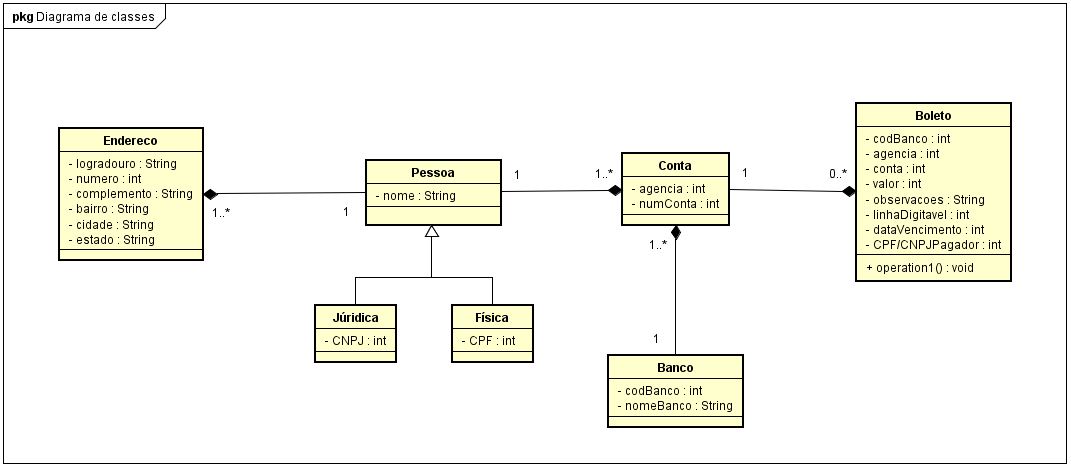 pkg Diagrama de classes
Endereco
- logradouro : String
- numero : int
- complemento : String
- bairro : String
- cidade : String
- estado : String
1..*
1
Pessoa
- nome : String
1
1..*
Júridica
- CNPJ : int
Física
- CPF : int
Conta
- agencia : int
- numConta : int
1
0..*
1..*
1
Banco
- codBanco : int
- nomeBanco : String
Boleto
- codBanco : int
- agencia : int
- conta : int
- valor : int
- observacoes : String
- linhaDigitavel : int
- dataVencimento : int
- CPF/CNPJPagador : int
+ operation1() : void